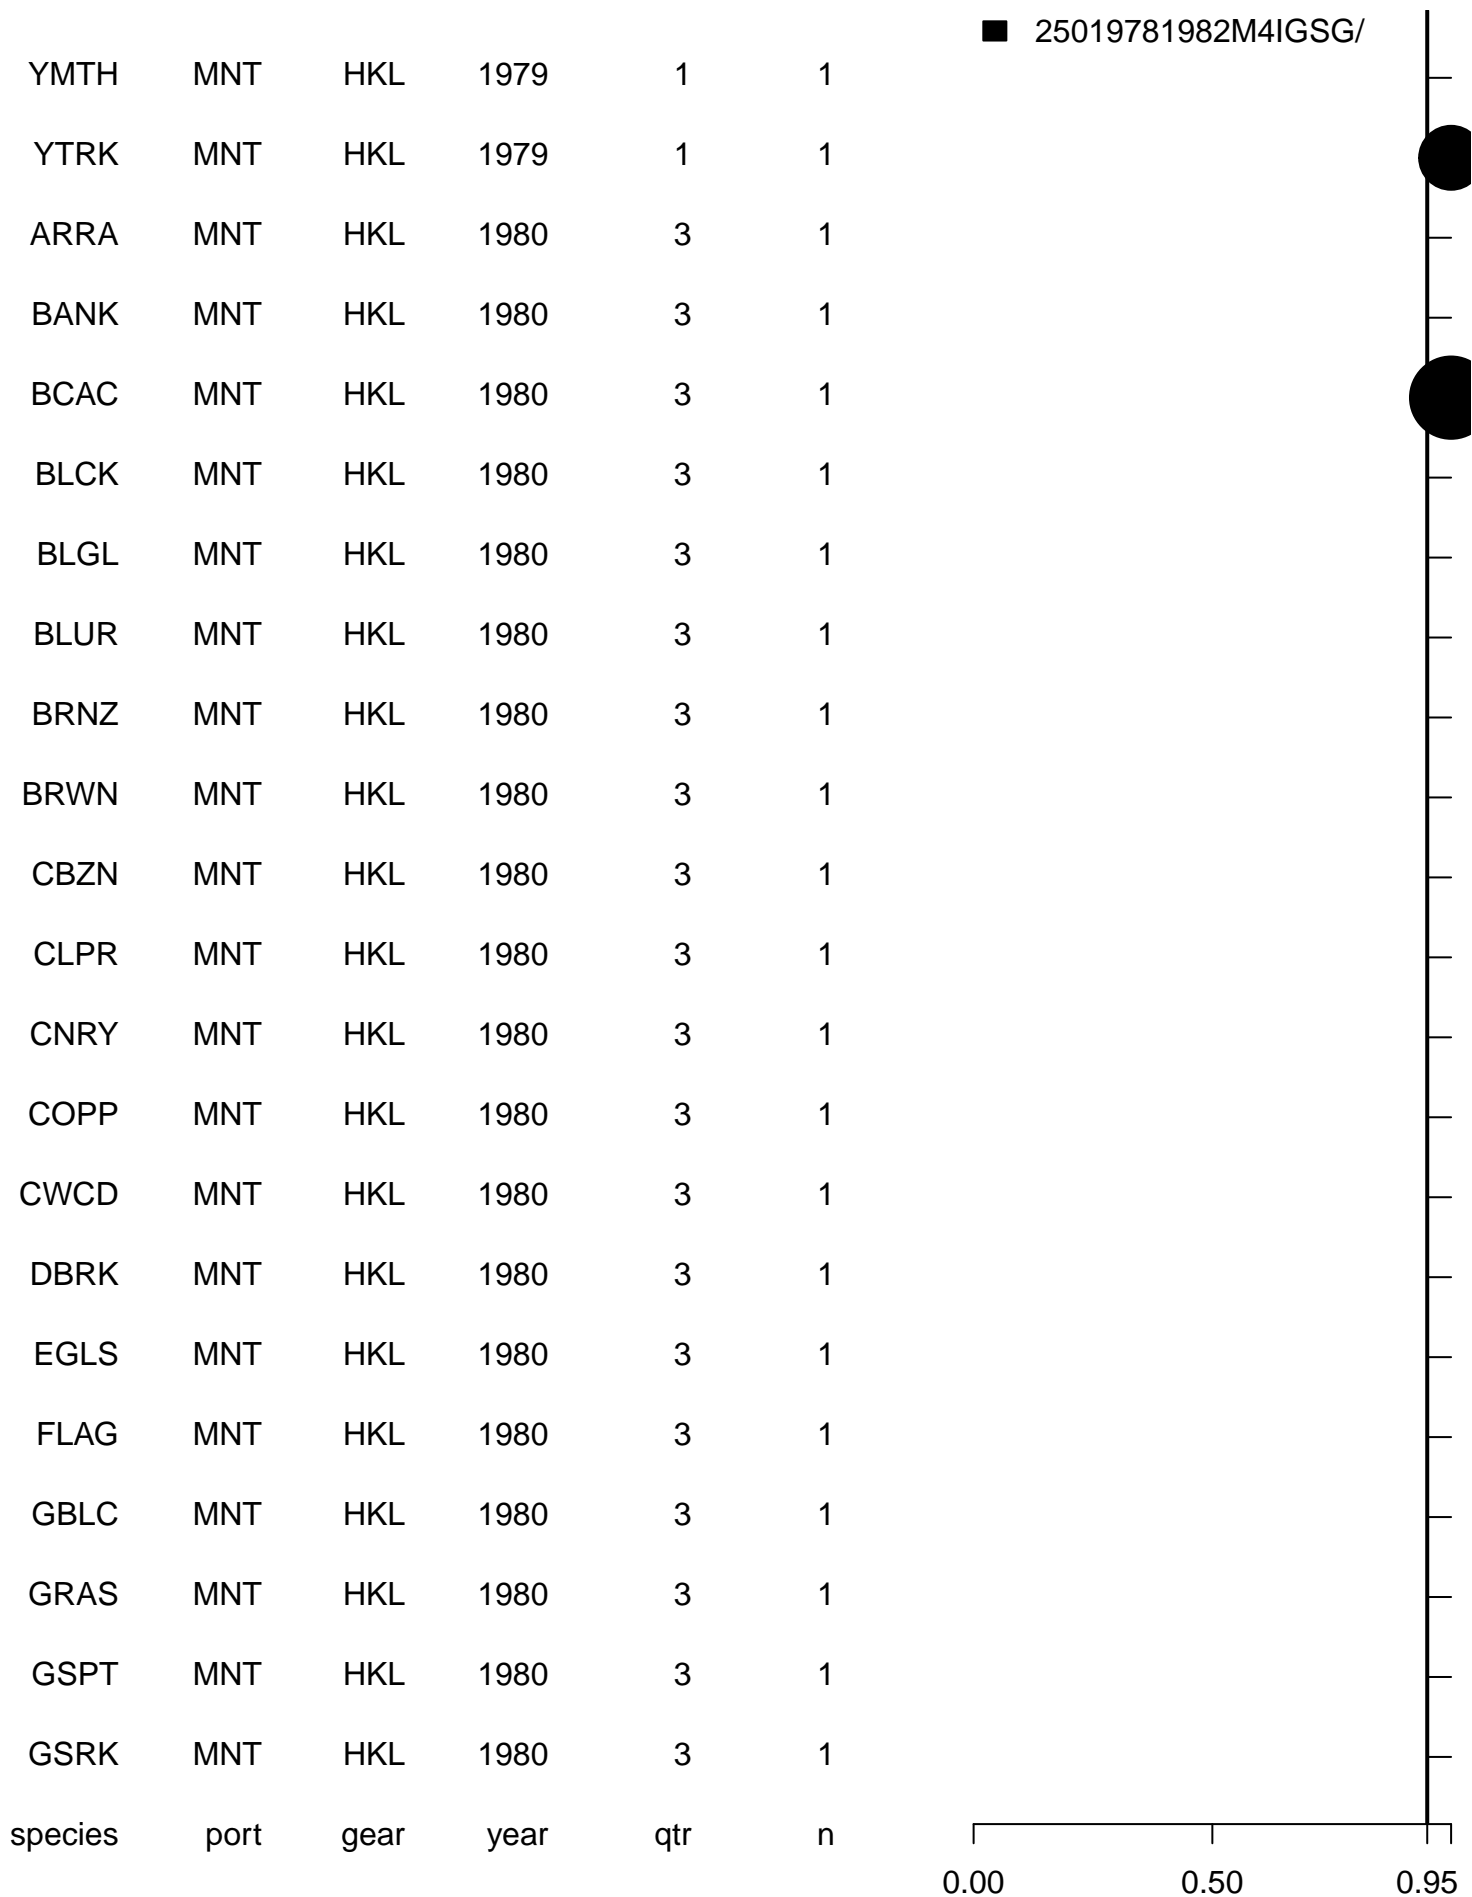 25019781982M4IGSG/
YMTH MNT HKL 1979 1 1
YTRK MNT HKL 1979 1 1
ARRA MNT HKL 1980 3 1
BANK MNT HKL 1980 3 1
BCAC MNT HKL 1980 3 1
BLCK MNT HKL 1980 3 1
BLGL MNT HKL 1980 3 1
BLUR MNT HKL 1980 3 1
BRNZ MNT HKL 1980 3 1
BRWN MNT HKL 1980 3 1
CBZN MNT HKL 1980 3 1
CLPR MNT HKL 1980 3 1
CNRY MNT HKL 1980 3 1
COPP MNT HKL 1980 3 1
CWCD MNT HKL 1980 3 1
DBRK MNT HKL 1980 3 1
EGLS MNT HKL 1980 3 1
FLAG MNT HKL 1980 3 1
GBLC MNT HKL 1980 3 1
GRAS MNT HKL 1980 3 1
GSPT MNT HKL 1980 3 1
GSRK MNT HKL 1980 3 1
species port gear year qtr n
0.00 0.50 0.95